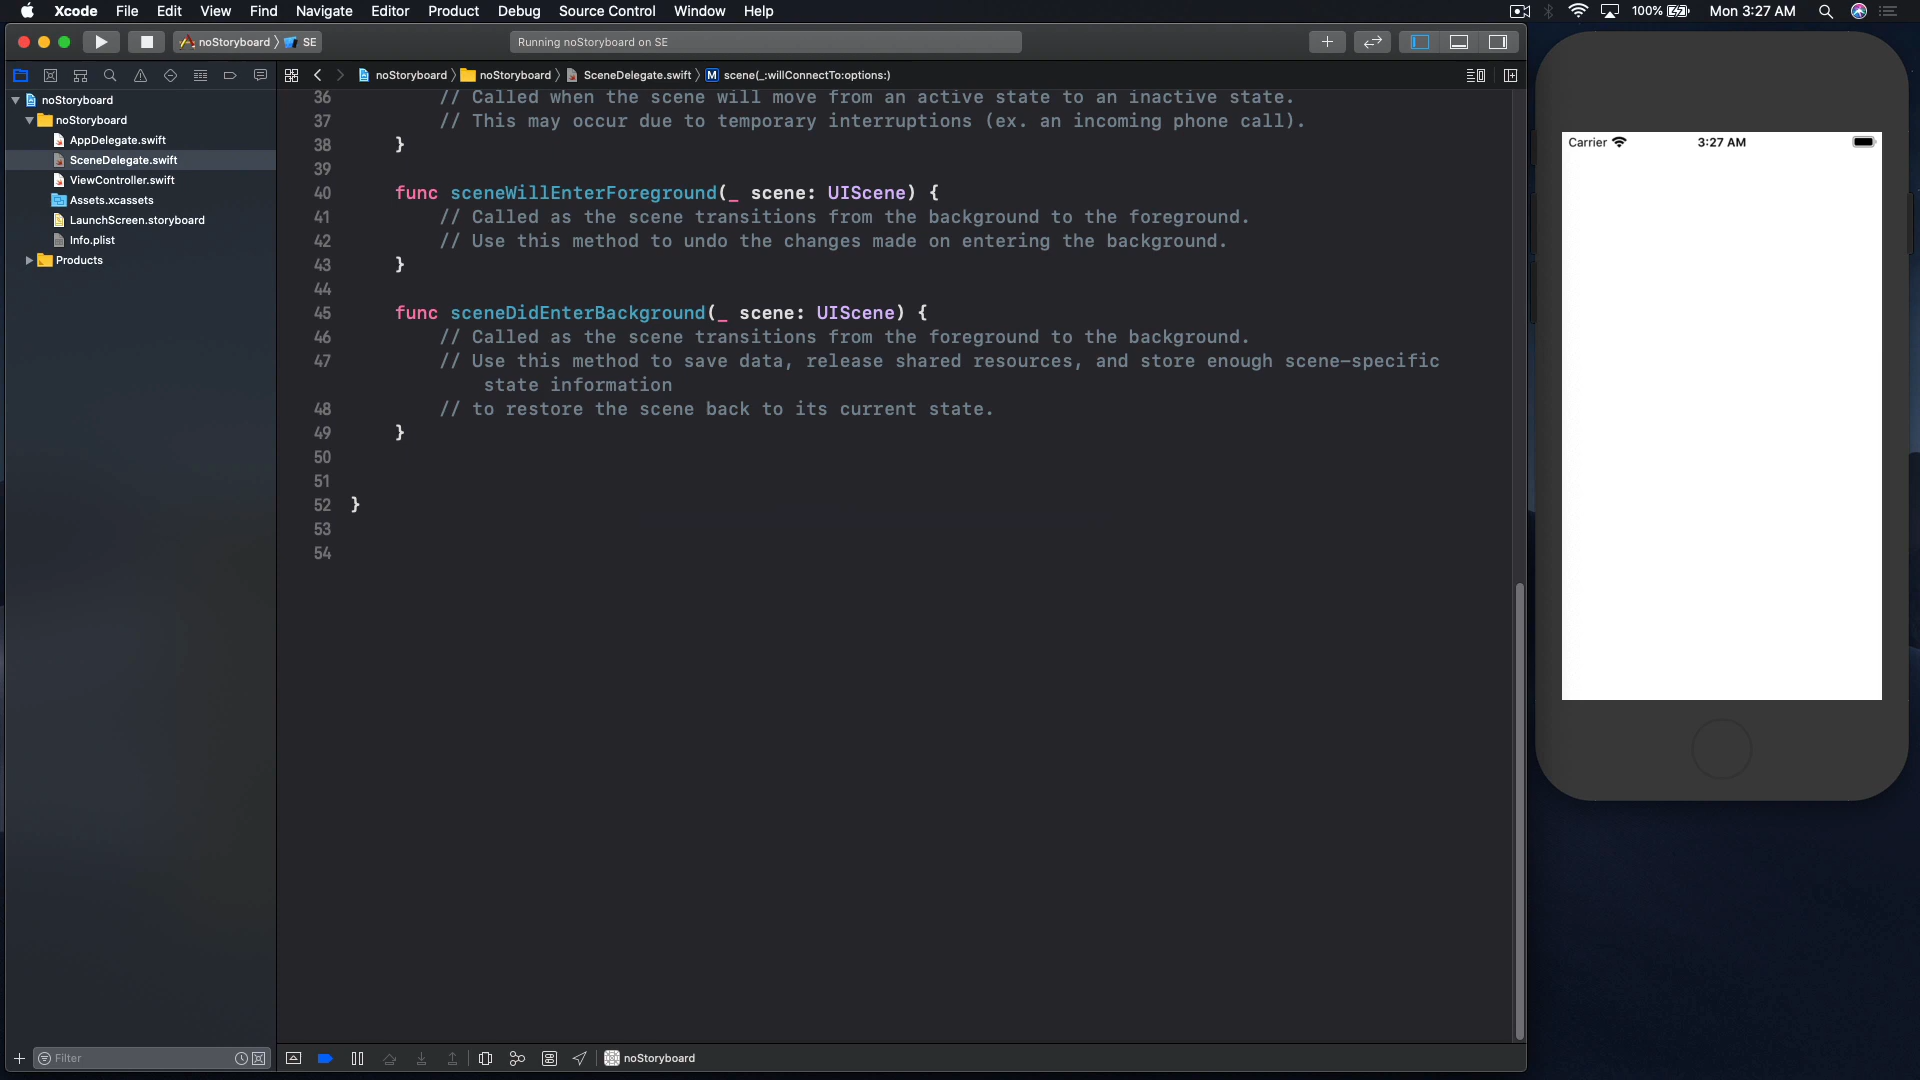 Xcode File Edit View Find Navigate Editor Product Debug Source Control Window Help 100% Mon 3:27 AM
noStoryboard SE Running noStoryboard on SE
noStoryboard noStoryboard SceneDelegate.swift M scene(_:willConnectTo:options:)
noStoryboard
noStoryboard
AppDelegate.swift
SceneDelegate.swift
ViewController.swift
Assets.xcassets
LaunchScreen.storyboard
Info.plist
Products
36 // Called when the scene will move from an active state to an inactive state.
37 // This may occur due to temporary interruptions (ex. an incoming phone call).
38 }
39
40 func sceneWillEnterForeground(_ scene: UIScene) {
41 // Called as the scene transitions from the background to the foreground.
42 // Use this method to undo the changes made on entering the background.
43 }
44
45 func sceneDidEnterBackground(_ scene: UIScene) {
46 // Called as the scene transitions from the foreground to the background.
47 // Use this method to save data, release shared resources, and store enough scene-specific
state information
48 // to restore the scene back to its current state.
49 }
50
51
52 }
53
54
Filter
noStoryboard
Carrier 3:27 AM